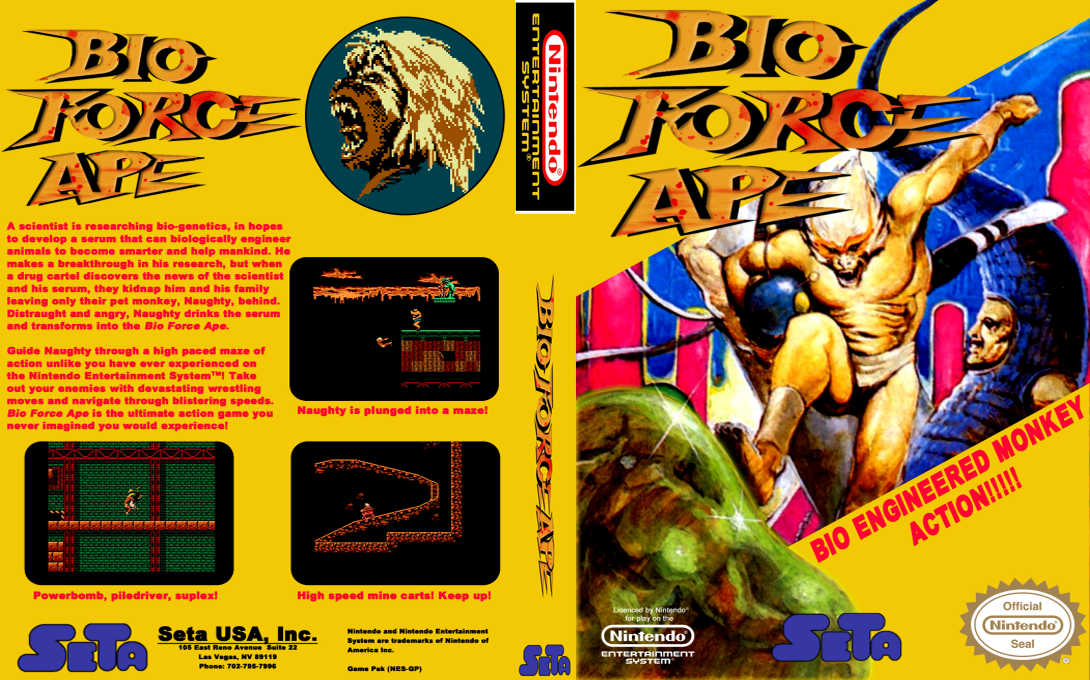 BIO
FORCE
APE
A scientist is researching bio-genetics, in hopes
to develop a serum that can biologically engineer
animals to become smarter and help mankind. He
makes a breakthrough in his research, but when
a drug cartel discovers the news of the scientist
and his serum, they kidnap him and his family
leaving only their pet monkey, Naughty, behind.
Distraught and angry, Naughty drinks the serum
and transforms into the Bio Force Ape.
Guide Naughty through a high paced maze of
action unlike you have ever experienced on
the Nintendo Entertainment System™! Take
out your enemies with devastating wrestling
moves and navigate through blistering speeds.
Bio Force Ape is the ultimate action game you
never imagined you would experience!
Naughty is plunged into a maze!
Powerbomb, piledriver, suplex!
High speed mine carts! Keep up!
SETA
Seta USA, Inc.
105 East Reno Avenue Suite 22
Las Vegas, NV 89119
Phone: 702-795-7996
Nintendo and Nintendo Entertainment
System are trademarks of Nintendo of
America Inc.
Game Pak (NES-GP)
Nintendo®
ENTERTAINMENT
SYSTEM®
BIO FORCE APE
SETA
BIO
FORCE
APE
BIO ENGINEERED MONKEY
ACTION!!!!!
Licenced by Nintendo®
for play on the
Nintendo®
ENTERTAINMENT
SYSTEM®
SETA
Official
Nintendo®
Seal